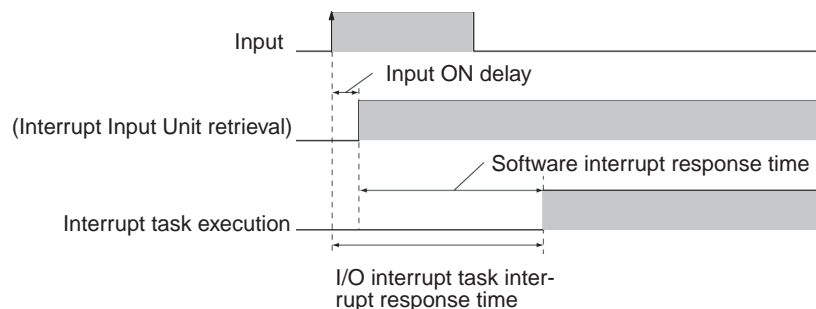 Input
Input ON delay
(Interrupt Input Unit retrieval)
Software interrupt response time
Interrupt task execution
I/O interrupt task inter-
rupt response time